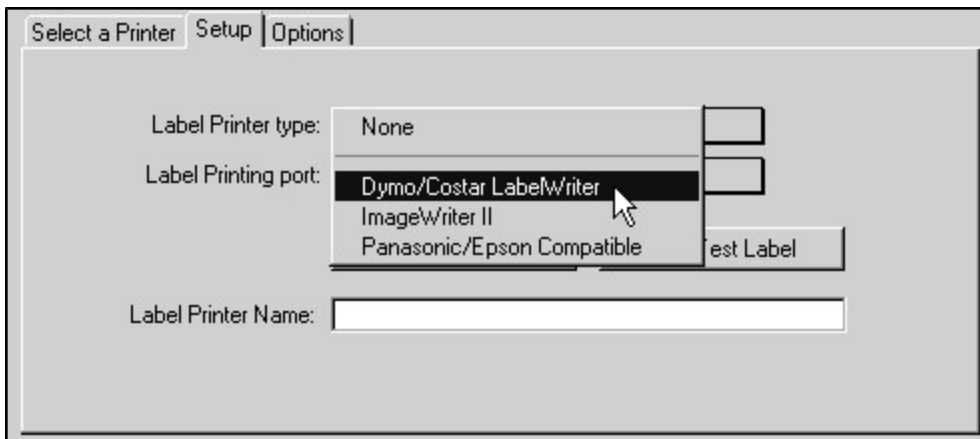 Select a Printer Setup Options
Label Printer type:
None
Label Printing port:
Dymo/Costar LabelWriter
ImageWriter II
Panasonic/Epson Compatible
est Label
Label Printer Name: